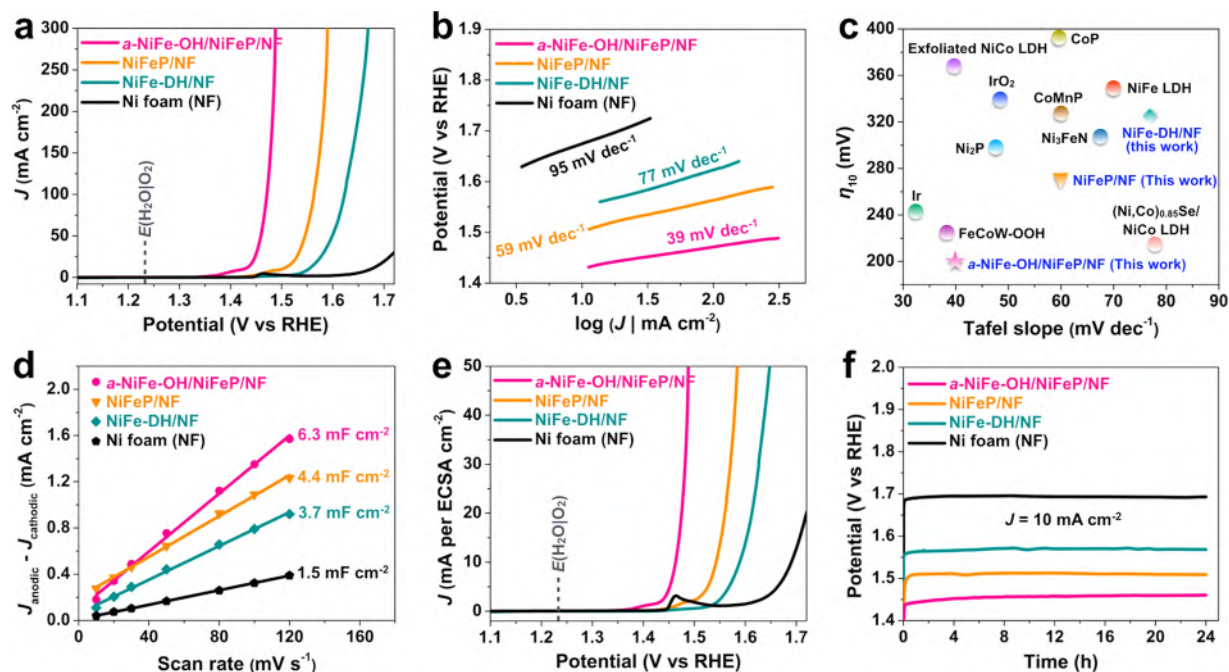 a
300
250
200
150
100
50
0
J (mA cm⁻²)
a-NiFe-OH/NiFeP/NF
NiFeP/NF
NiFe-DH/NF
Ni foam (NF)
E(H₂O|O₂)
1.1 1.2 1.3 1.4 1.5 1.6 1.7
Potential (V vs RHE)
b
1.9
1.8
1.7
1.6
1.5
1.4
Potential (V vs RHE)
a-NiFe-OH/NiFeP/NF
NiFeP/NF
NiFe-DH/NF
Ni foam (NF)
95 mV dec⁻¹
77 mV dec⁻¹
59 mV dec⁻¹
39 mV dec⁻¹
0.5 1.0 1.5 2.0 2.5
log (J | mA cm⁻²)
c
400
360
320
280
240
200
η₁₀ (mV)
CoP
Exfoliated NiCo LDH
IrO₂
CoMnP
NiFe LDH
Ni₃FeN
NiFe-DH/NF
(this work)
Ni₂P
NiFeP/NF (This work)
Ir
(Ni,Co)₀.₈₅Se/
NiCo LDH
FeCoW-OOH
a-NiFe-OH/NiFeP/NF (This work)
30 40 50 60 70 80 90
Tafel slope (mV dec⁻¹)
d
2.0
1.6
1.2
0.8
0.4
0.0
J anodic - J cathodic (mA cm⁻²)
a-NiFe-OH/NiFeP/NF
NiFeP/NF
NiFe-DH/NF
Ni foam (NF)
6.3 mF cm⁻²
4.4 mF cm⁻²
3.7 mF cm⁻²
1.5 mF cm⁻²
0 40 80 120 160
Scan rate (mV s⁻¹)
e
50
40
30
20
10
0
J (mA per ECSA cm⁻²)
a-NiFe-OH/NiFeP/NF
NiFeP/NF
NiFe-DH/NF
Ni foam (NF)
E(H₂O|O₂)
1.1 1.2 1.3 1.4 1.5 1.6 1.7
Potential (V vs RHE)
f
2.0
1.9
1.8
1.7
1.6
1.5
1.4
Potential (V vs RHE)
a-NiFe-OH/NiFeP/NF
NiFeP/NF
NiFe-DH/NF
Ni foam (NF)
J = 10 mA cm⁻²
0 4 8 12 16 20 24
Time (h)